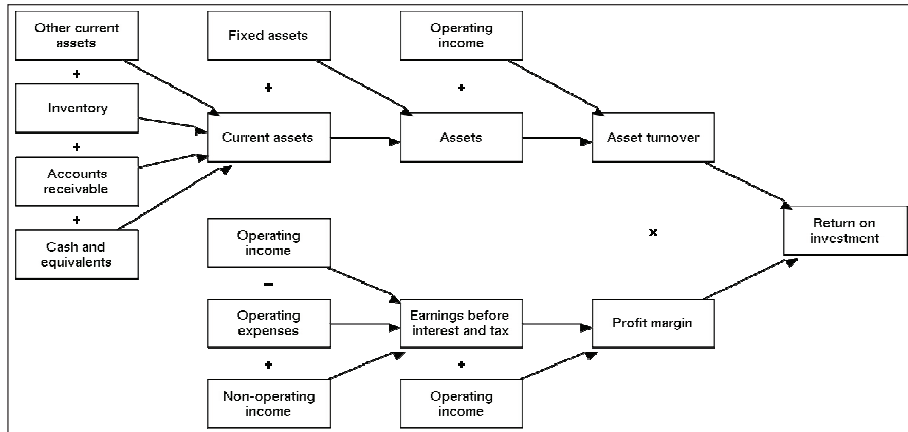 Other current
assets
+
Inventory
+
Accounts
receivable
+
Cash and
equivalents
Fixed assets
+
Current assets
Operating
income
+
Assets
Asset turnover
Return on
investment
x
Operating
income
–
Operating
expenses
+
Non-operating
income
Earnings before
interest and tax
+
Operating
income
Profit margin